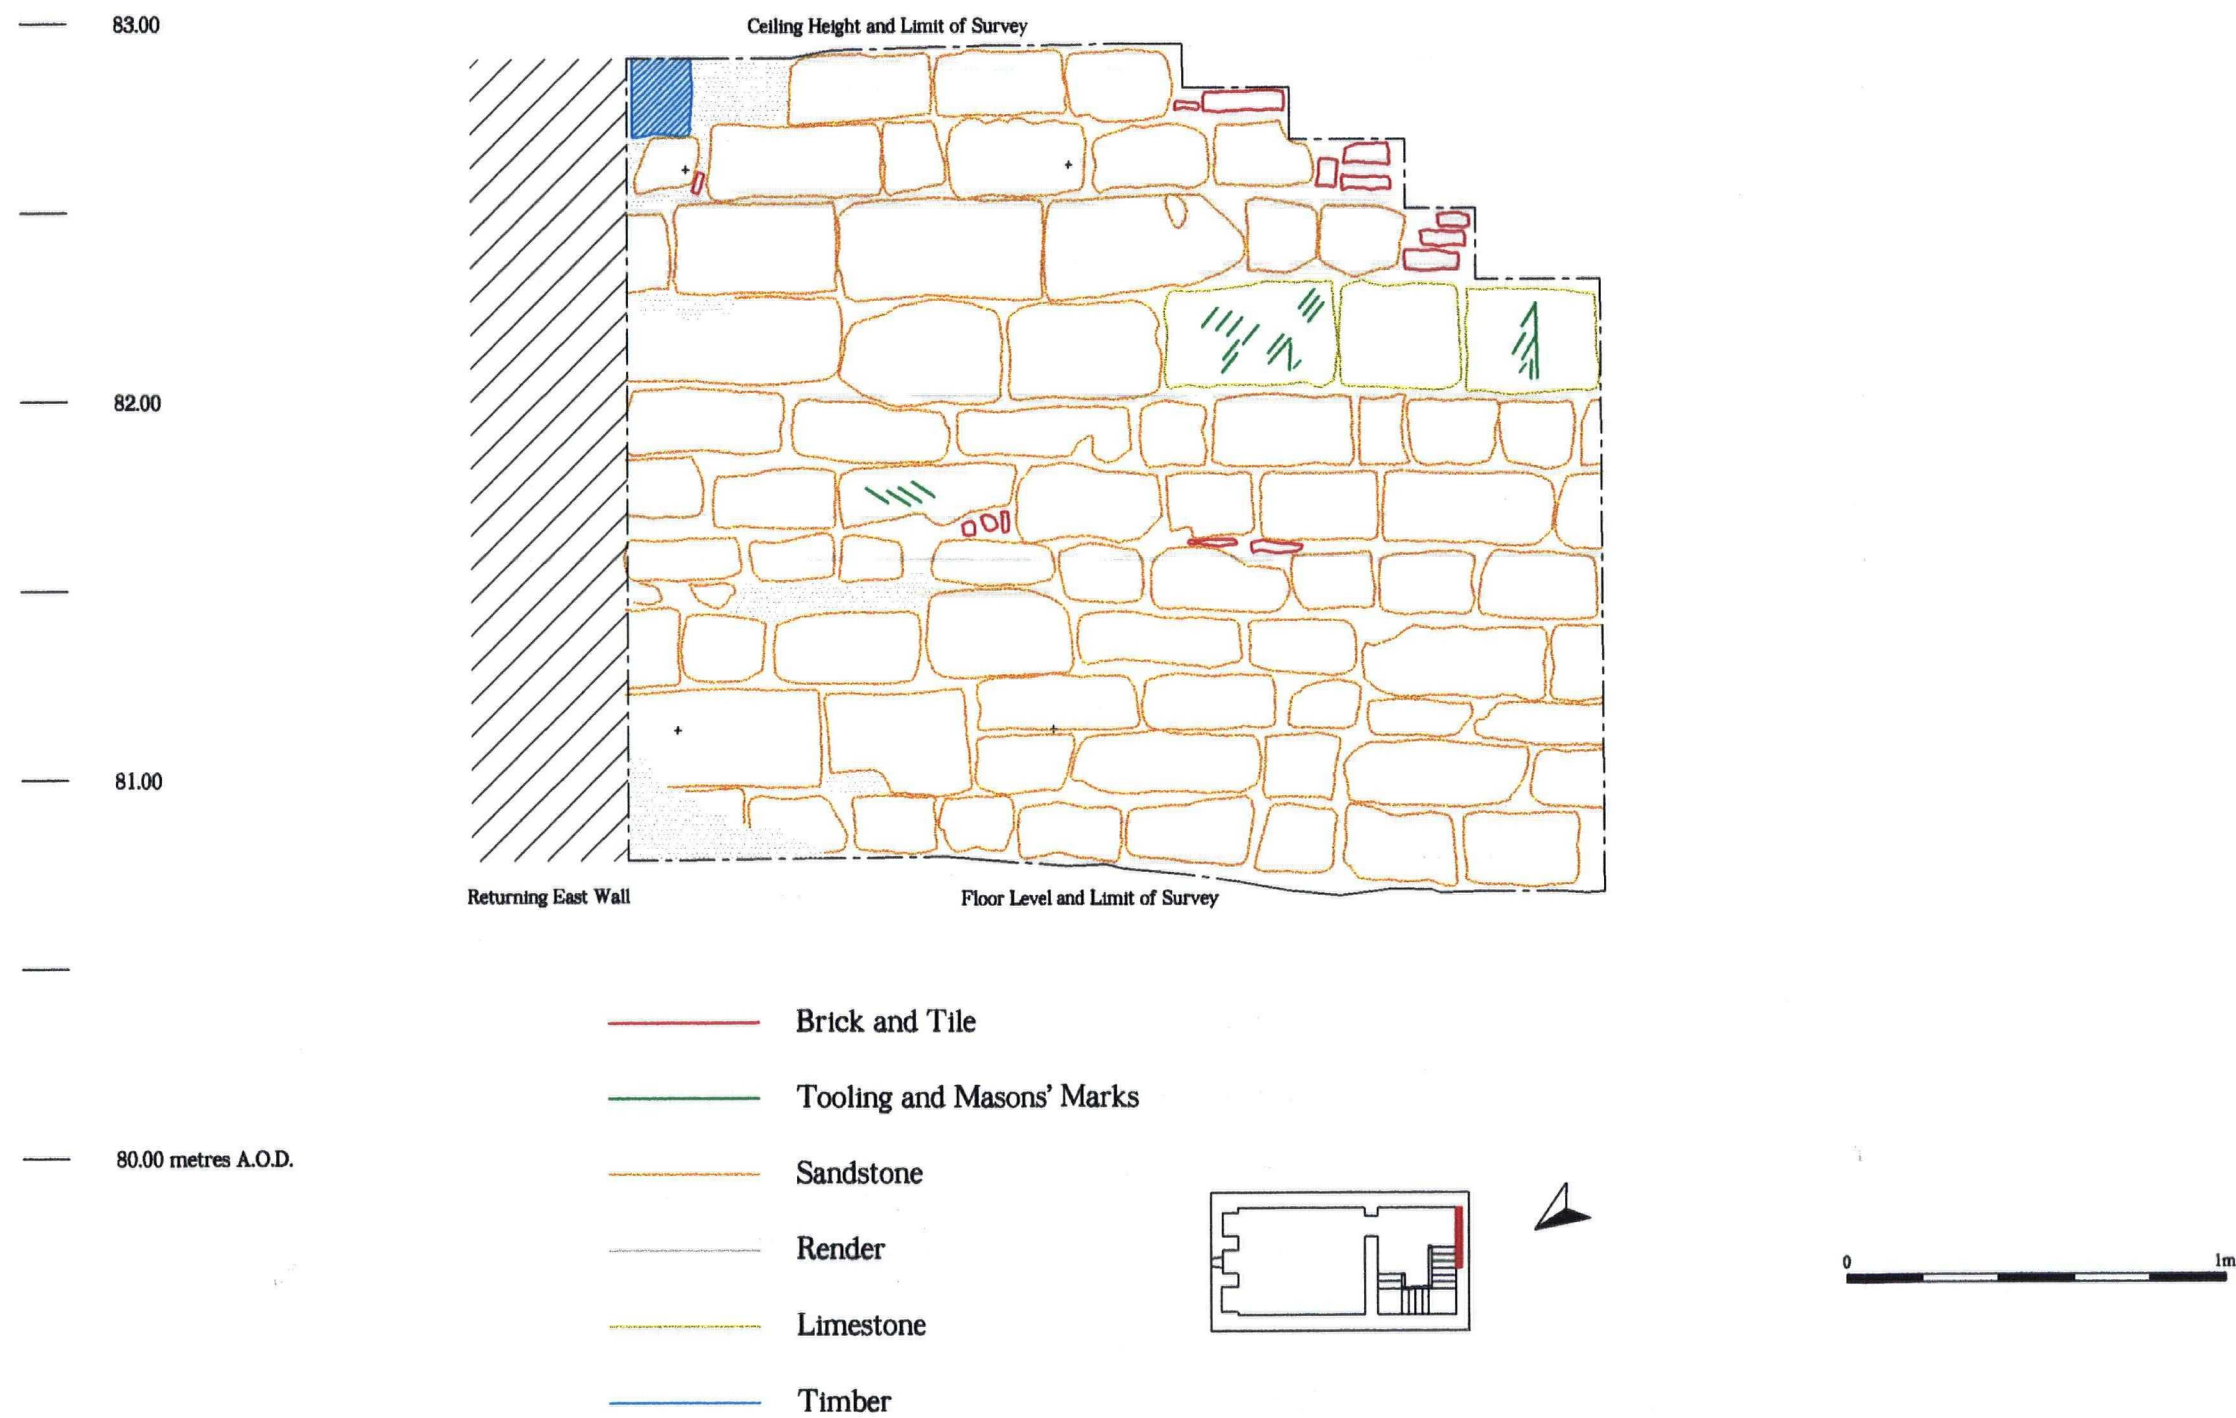 83.00
Ceiling Height and Limit of Survey
82.00
81.00
Returning East Wall
Floor Level and Limit of Survey
Brick and Tile
Tooling and Masons' Marks
80.00 metres A.O.D.
Sandstone
Render
Limestone
Timber
0
1m